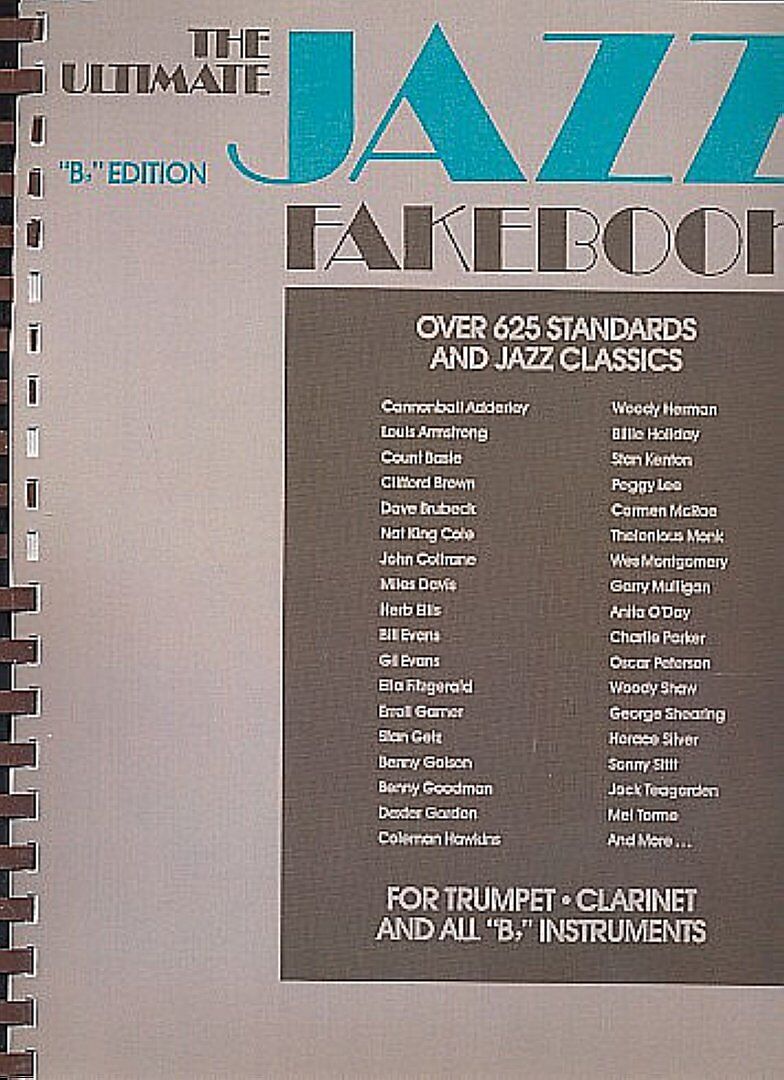 THE
ULTIMATE
JAZZ
"B♭" EDITION
FAKEBOOK
OVER 625 STANDARDS
AND JAZZ CLASSICS
Cannonball Adderley
Louis Armstrong
Count Basie
Clifford Brown
Dave Brubeck
Nat King Cole
John Coltrane
Miles Davis
Herb Ellis
Bill Evans
Gil Evans
Ella Fitzgerald
Erroll Garner
Stan Getz
Benny Golson
Benny Goodman
Dexter Gordon
Coleman Hawkins
Woody Herman
Billie Holiday
Stan Kenton
Peggy Lee
Carmen McRae
Thelonious Monk
Wes Montgomery
Gerry Mulligan
Anita O'Day
Charlie Parker
Oscar Peterson
Woody Shaw
George Shearing
Horace Silver
Sonny Stitt
Jack Teagarden
Mel Torme
And More ...
FOR TRUMPET • CLARINET
AND ALL "B♭" INSTRUMENTS